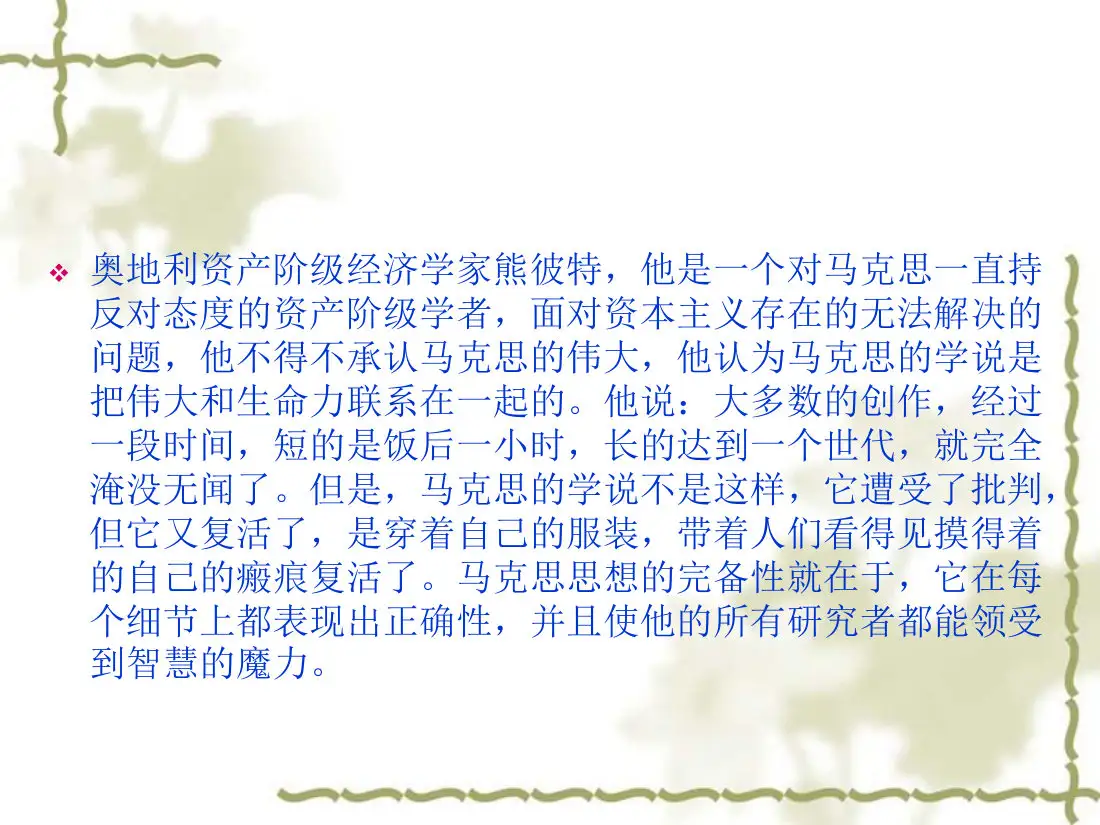 奥地利资产阶级经济学家熊彼特，他是一个对马克思一直持
反对态度的资产阶级学者，面对资本主义存在的无法解决的
问题，他不得不承认马克思的伟大，他认为马克思的学说是
把伟大和生命力联系在一起的。他说：大多数的创作，经过
一段时间，短的是饭后一小时，长的达到一个世代，就完全
淹没无闻了。但是，马克思的学说不是这样，它遭受了批判，
但它又复活了，是穿着自己的服装，带着人们看得见摸得着
的自己的瘢痕复活了。马克思思想的完备性就在于，它在每
个细节上都表现出正确性，并且使他的所有研究者都能领受
到智慧的魔力。